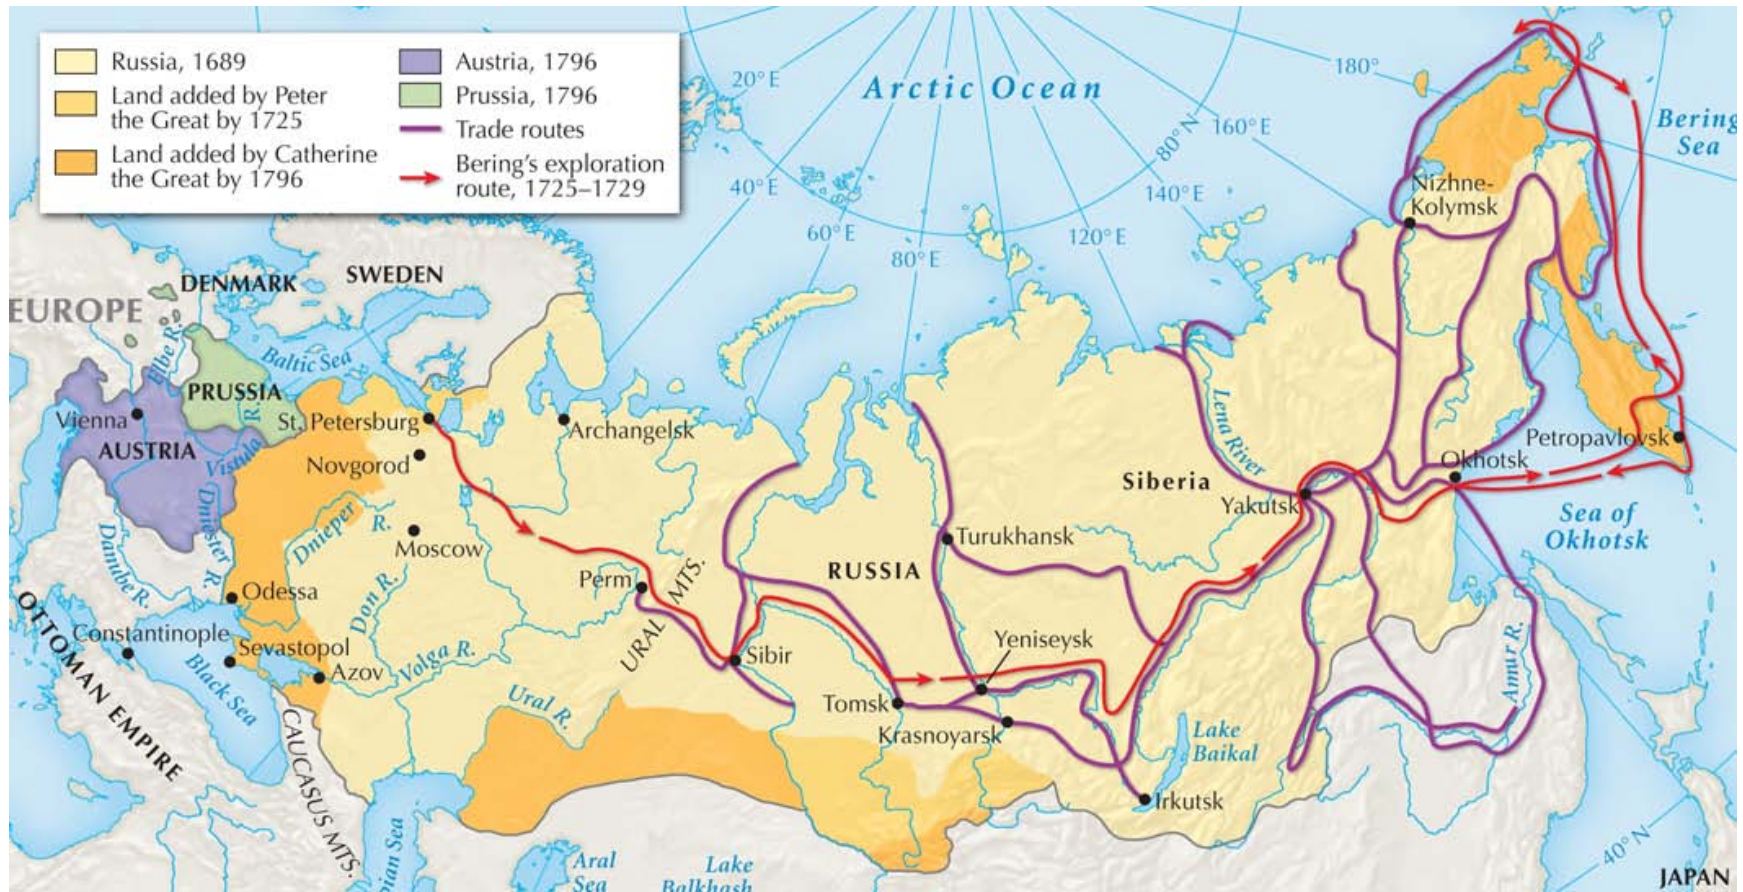 Russia, 1689
Land added by Peter
the Great by 1725
Land added by Catherine
the Great by 1796
Austria, 1796
Prussia, 1796
Trade routes
Bering's exploration
route, 1725–1729
Arctic Ocean
20°E
40°E
60°E
80°E
120°E
140°E
160°E
180°
80°N
Bering
Sea
Nizhne-
Kolymsk
EUROPE
DENMARK
SWEDEN
Elbe R.
Baltic Sea
PRUSSIA
Vienna
AUSTRIA
Vistula
R.
St. Petersburg
Archangelsk
Novgorod
Dniester
R.
Dnieper
R.
Moscow
Danube R.
Odessa
Don R.
Perm
URAL MTS.
OTTOMAN EMPIRE
Constantinople
Sevastopol
Black Sea
Azov
Volga R.
Ural R.
CAUCASUS MTS.
pian Sea
Aral
Sea
Lake
Balkhash
Sibir
RUSSIA
Turukhansk
Yeniseysk
Tomsk
Krasnoyarsk
Lena River
Siberia
Yakutsk
Okhotsk
Petropavlovsk
Sea of
Okhotsk
Lake
Baikal
Irkutsk
Amur R.
40°N
JAPAN